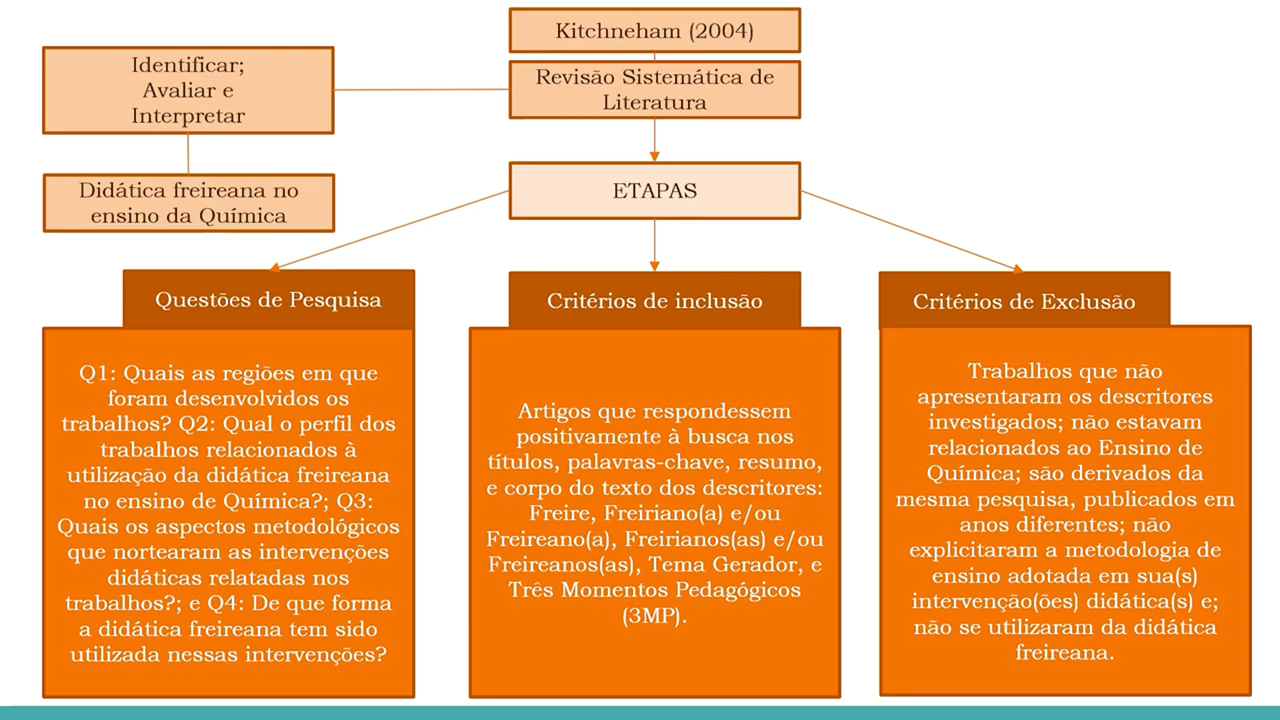 Kitchneham (2004)
Revisão Sistemática de
Literatura
Identificar;
Avaliar e
Interpretar
Didática freireana no
ensino da Química
ETAPAS
Questões de Pesquisa
Q1: Quais as regiões em que
foram desenvolvidos os
trabalhos? Q2: Qual o perfil dos
trabalhos relacionados à
utilização da didática freireana
no ensino de Química?; Q3:
Quais os aspectos metodológicos
que nortearam as intervenções
didáticas relatadas nos
trabalhos?; e Q4: De que forma
a didática freireana tem sido
utilizada nessas intervenções?
Critérios de inclusão
Artigos que respondessem
positivamente à busca nos
títulos, palavras-chave, resumo,
e corpo do texto dos descritores:
Freire, Freiriano(a) e/ou
Freireano(a), Freirianos(as) e/ou
Freireanos(as), Tema Gerador, e
Três Momentos Pedagógicos
(3MP).
Critérios de Exclusão
Trabalhos que não
apresentaram os descritores
investigados; não estavam
relacionados ao Ensino de
Química; são derivados da
mesma pesquisa, publicados em
anos diferentes; não
explicitaram a metodologia de
ensino adotada em sua(s)
intervenção(ões) didática(s) e;
não se utilizaram da didática
freireana.